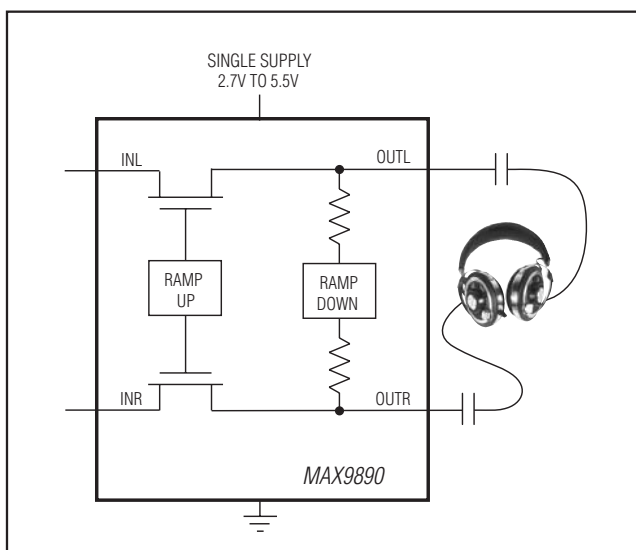 SINGLE SUPPLY
2.7V TO 5.5V
INL
OUTL
RAMP
UP
RAMP
DOWN
INR
OUTR
MAX9890